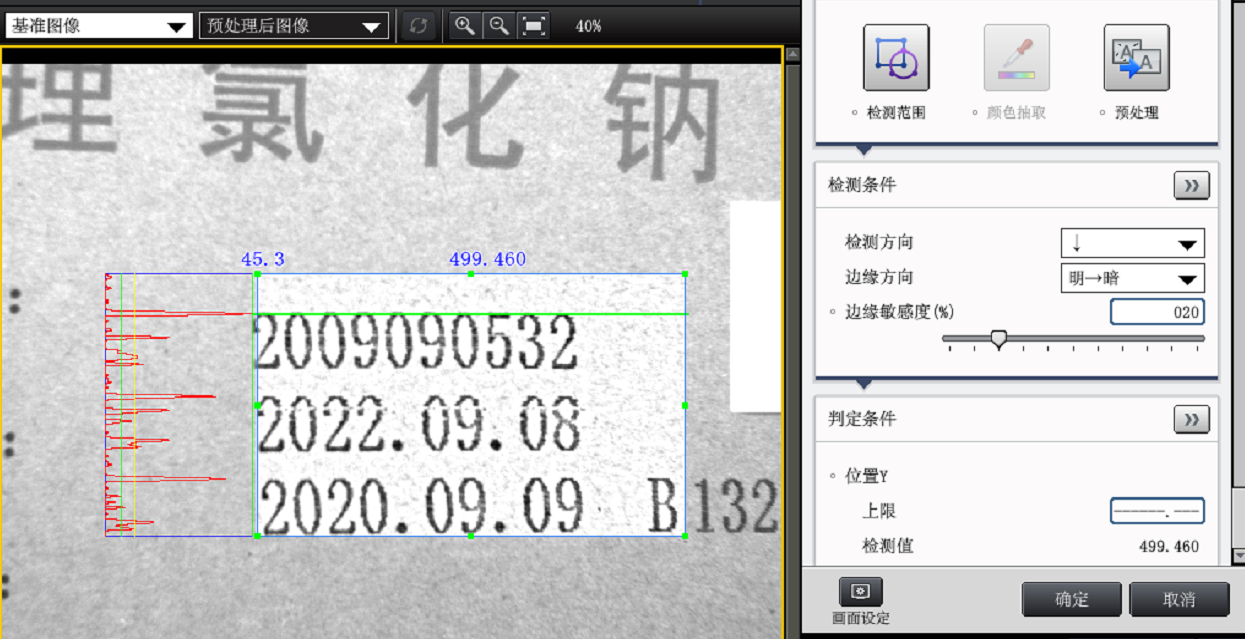 基准图像
预处理后图像
40%
理氯化钠
45.3
499.460
2009090532
2022.09.08
2020.09.09 B132
检测范围
颜色抽取
预处理
检测条件
检测方向 ↓
边缘方向 明→暗
边缘敏感度(%) 020
判定条件
位置Y
上限 ------.---
检测值 499.460
画面设定
确定
取消